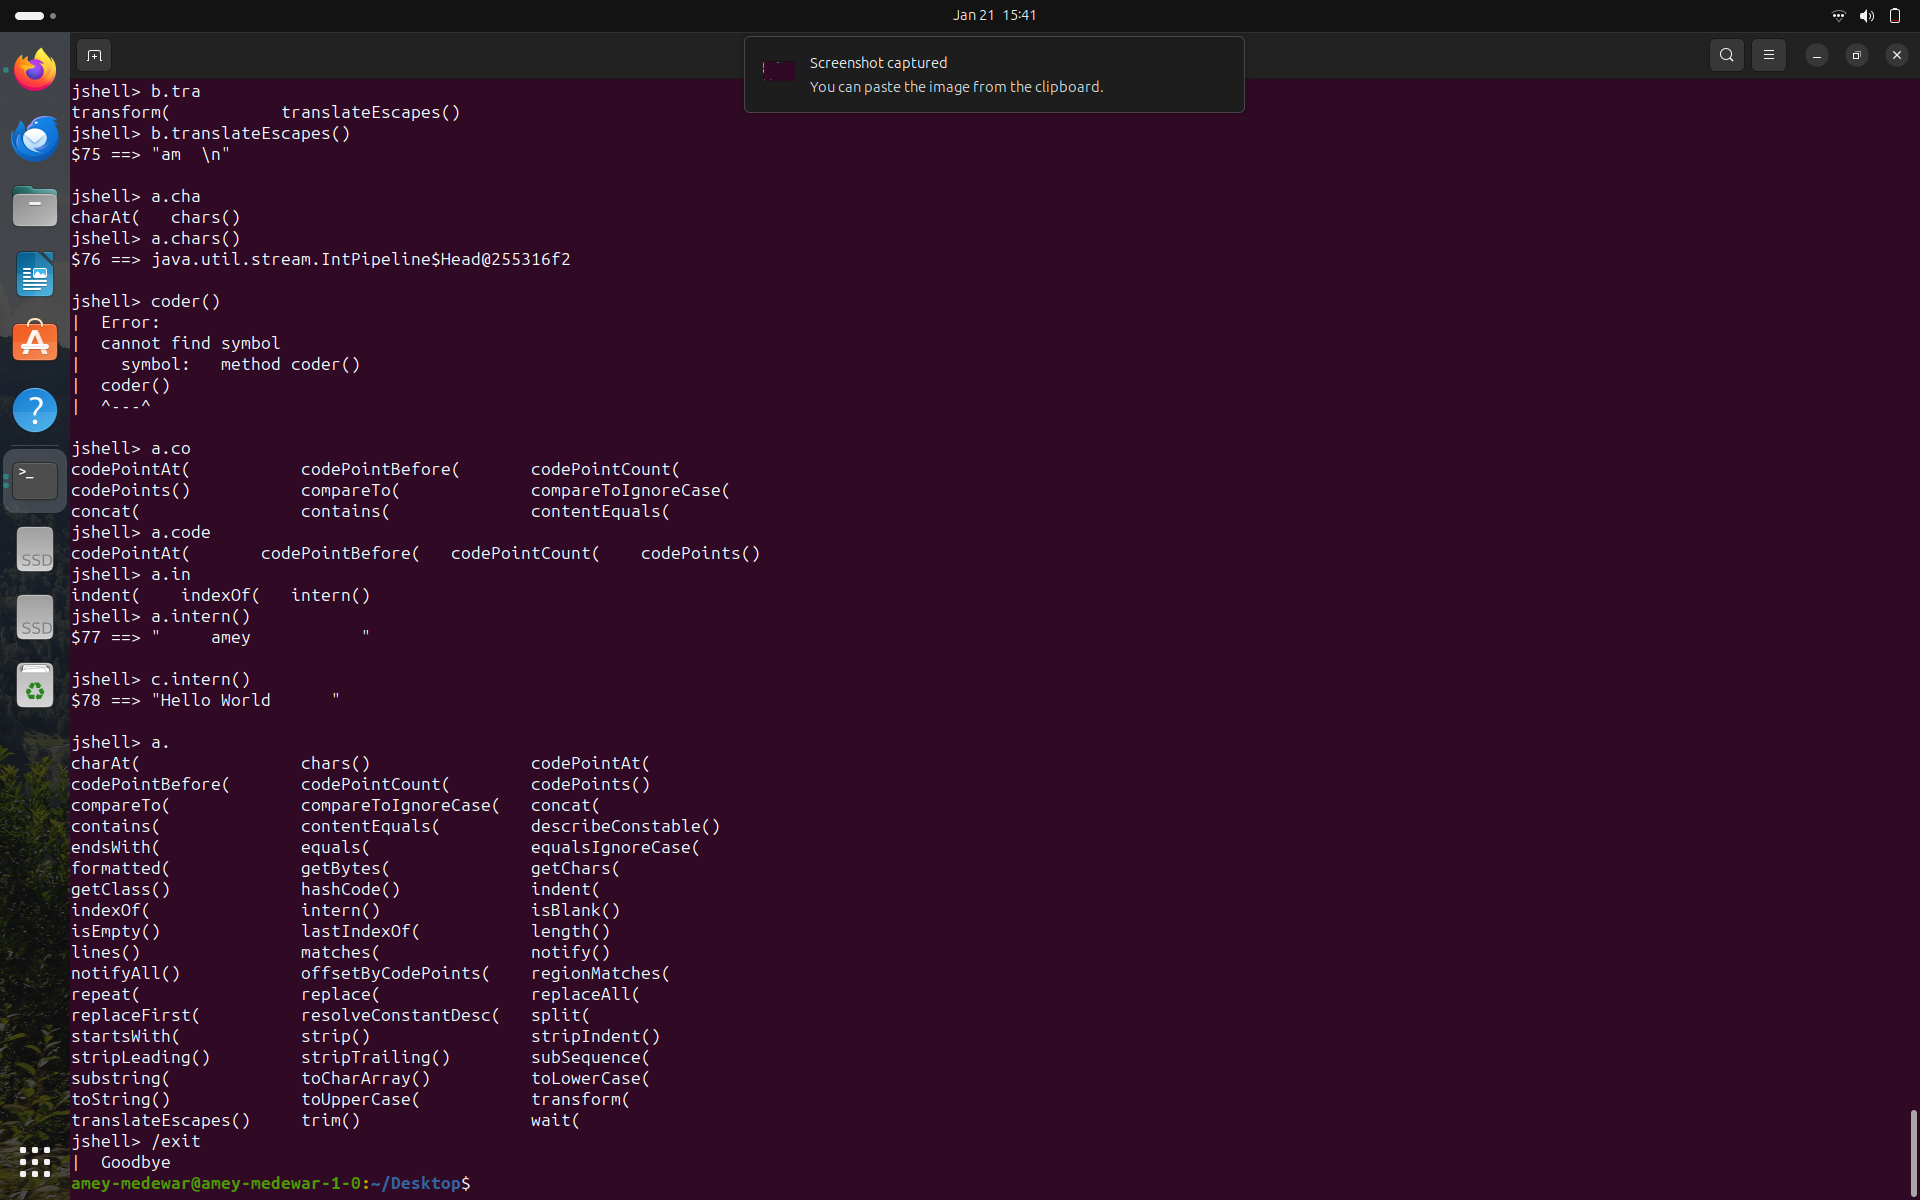 Jan 21 15:41
Screenshot captured
You can paste the image from the clipboard.
jshell> b.tra
transform(           translateEscapes()
jshell> b.translateEscapes()
$75 ==> "am  \n"
jshell> a.cha
charAt(   chars()
jshell> a.chars()
$76 ==> java.util.stream.IntPipeline$Head@255316f2
jshell> coder()
|  Error:
|  cannot find symbol
|    symbol:   method coder()
|  coder()
|  ^---^
jshell> a.co
codePointAt(           codePointBefore(       codePointCount(
codePoints()           compareTo(             compareToIgnoreCase(
concat(                contains(              contentEquals(
jshell> a.code
codePointAt(       codePointBefore(   codePointCount(    codePoints()
jshell> a.in
indent(    indexOf(   intern()
jshell> a.intern()
$77 ==> "     amey           "
jshell> c.intern()
$78 ==> "Hello World      "
jshell> a.
charAt(                chars()                codePointAt(
codePointBefore(       codePointCount(        codePoints()
compareTo(             compareToIgnoreCase(   concat(
contains(              contentEquals(         describeConstable()
endsWith(              equals(                equalsIgnoreCase(
formatted(             getBytes(              getChars(
getClass()             hashCode()             indent(
indexOf(               intern()               isBlank()
isEmpty()              lastIndexOf(           length()
lines()                matches(               notify()
notifyAll()            offsetByCodePoints(    regionMatches(
repeat(                replace(               replaceAll(
replaceFirst(          resolveConstantDesc(   split(
startsWith(            strip()                stripIndent()
stripLeading()         stripTrailing()        subSequence(
substring(             toCharArray()          toLowerCase(
toString()             toUpperCase(           transform(
translateEscapes()     trim()                 wait(
jshell> /exit
|  Goodbye
amey-medewar@amey-medewar-1-0:~/Desktop$
>_
SSD
SSD